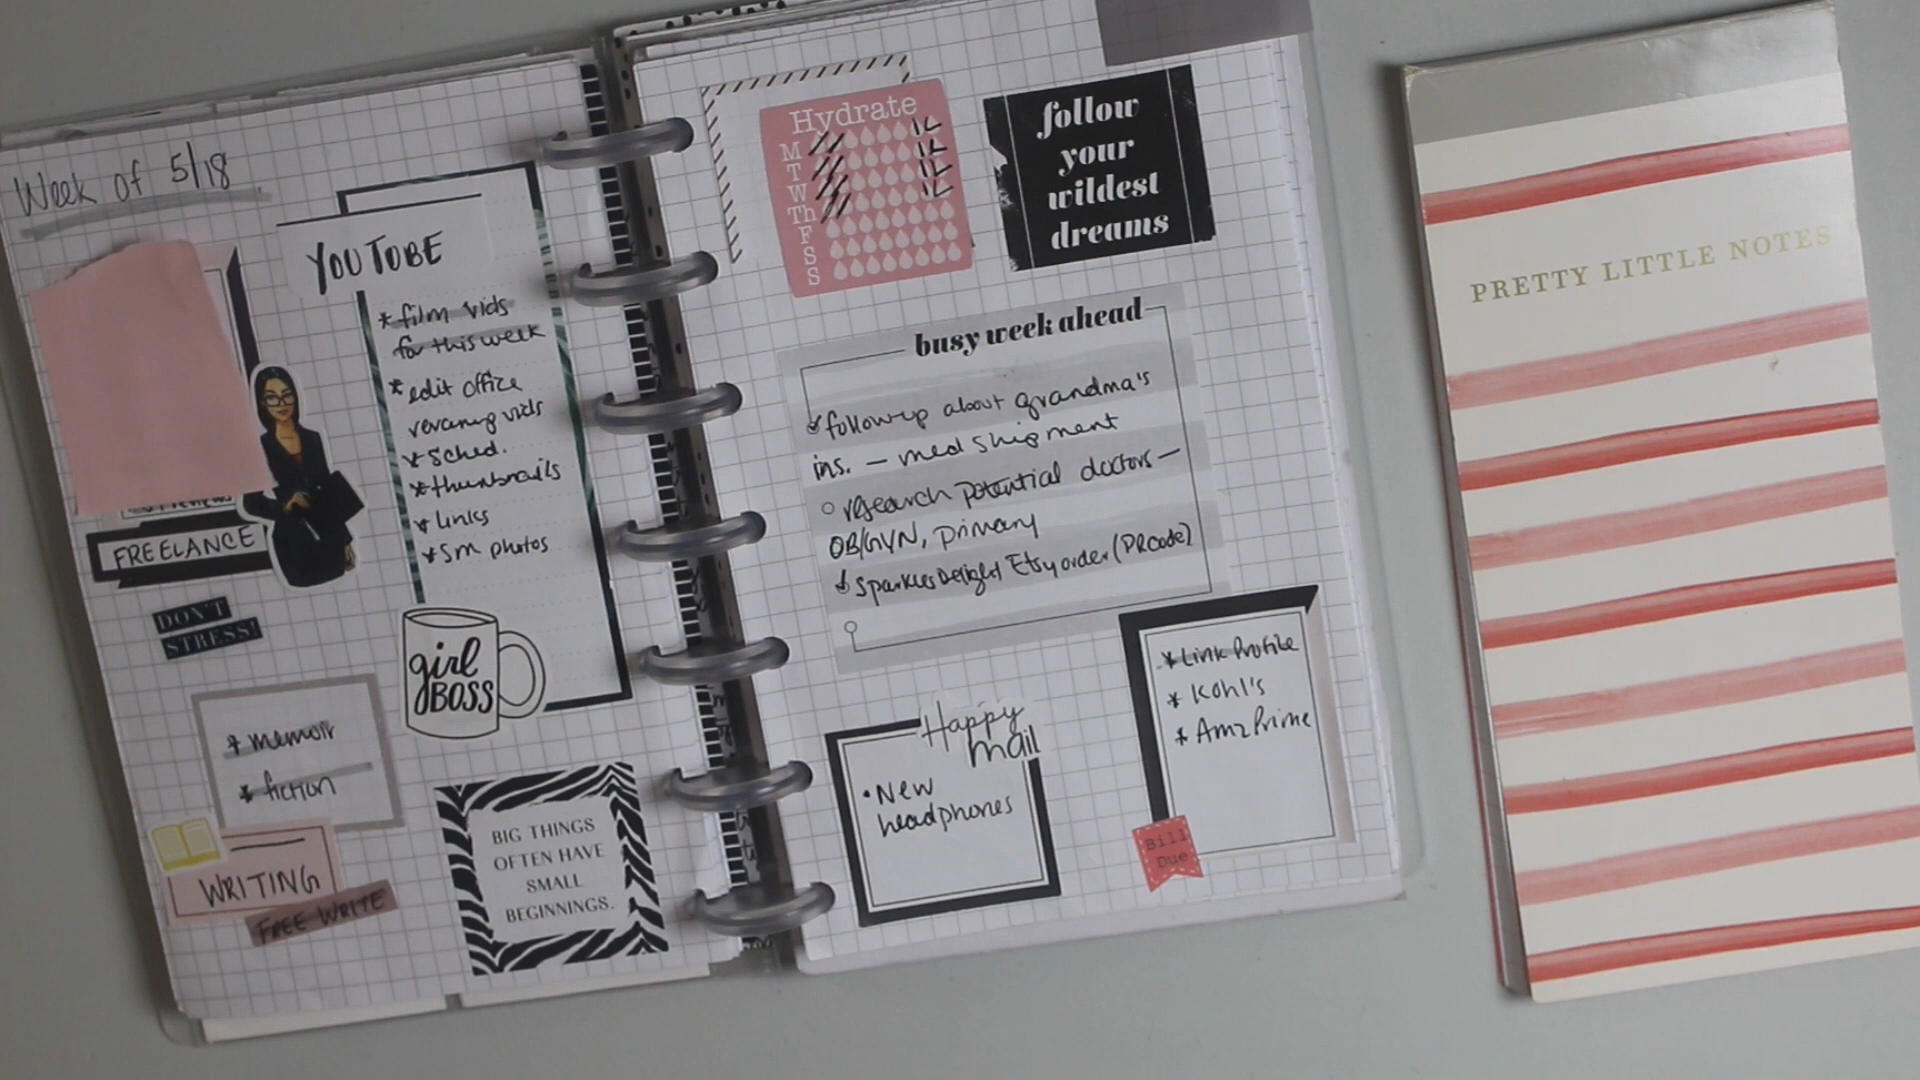 Week of 5/18
YOUTUBE
* film vids
for this week
* edit office
revamp vids
* sched.
* thumbnails
* links
* SM photos
FREELANCE
DON'T
STRESS!
girl
BOSS
* memoir
* fiction
WRITING
FREE WRITE
BIG THINGS
OFTEN HAVE
SMALL
BEGINNINGS.
Hydrate
M
T
W
Th
F
S
S
follow
your
wildest
dreams
busy week ahead
follow up about grandma's
ins. — med shipment
research potential doctors —
OB/GYN, primary
Sparkles Delight Etsy order (PR code)
Happy
mail
• New
headphones
* Link Profile
* Kohl's
* Amz Prime
Bill
Due
PRETTY LITTLE NOTES